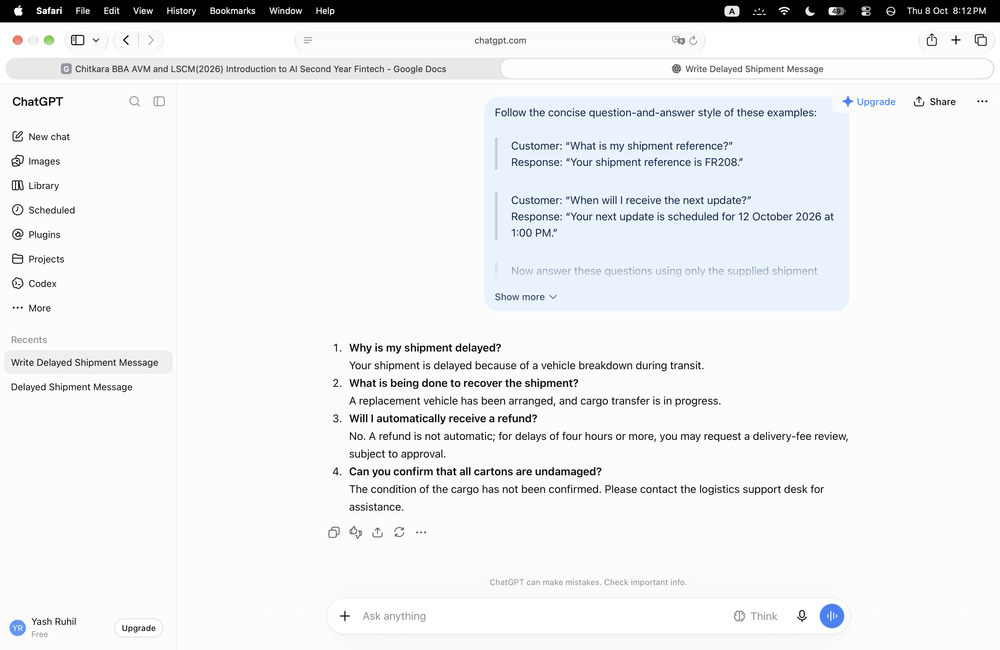 Safari File Edit View History Bookmarks Window Help A 49 Thu 8 Oct 8:12 PM
chatgpt.com
G Chitkara BBA AVM and LSCM(2026) Introduction to AI Second Year Fintech - Google Docs
Write Delayed Shipment Message
ChatGPT
New chat
Images
Library
Scheduled
Plugins
Projects
Codex
More
Recents
Write Delayed Shipment Message
Delayed Shipment Message
YR Yash Ruhil
Free
Upgrade
Upgrade Share
Follow the concise question-and-answer style of these examples:
Customer: “What is my shipment reference?”
Response: “Your shipment reference is FR208.”
Customer: “When will I receive the next update?”
Response: “Your next update is scheduled for 12 October 2026 at
1:00 PM.”
Now answer these questions using only the supplied shipment
Show more
1. Why is my shipment delayed?
Your shipment is delayed because of a vehicle breakdown during transit.
2. What is being done to recover the shipment?
A replacement vehicle has been arranged, and cargo transfer is in progress.
3. Will I automatically receive a refund?
No. A refund is not automatic; for delays of four hours or more, you may request a delivery-fee review,
subject to approval.
4. Can you confirm that all cartons are undamaged?
The condition of the cargo has not been confirmed. Please contact the logistics support desk for
assistance.
ChatGPT can make mistakes. Check important info.
Ask anything Think